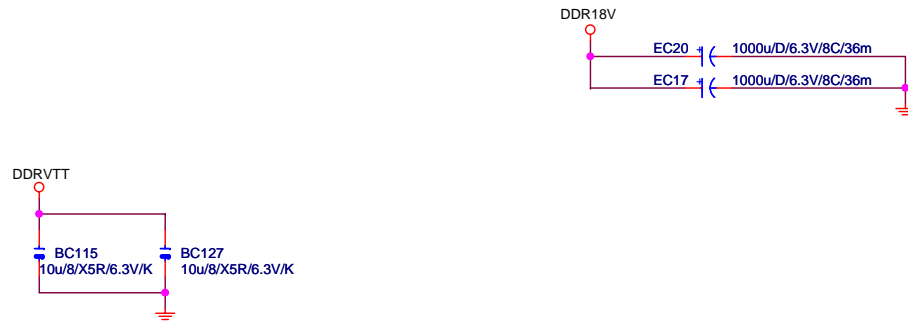 DDR18V
EC20 + 1000u/D/6.3V/8C/36m
EC17 + 1000u/D/6.3V/8C/36m
DDRVTT
BC115 BC127
10u/8/X5R/6.3V/K 10u/8/X5R/6.3V/K